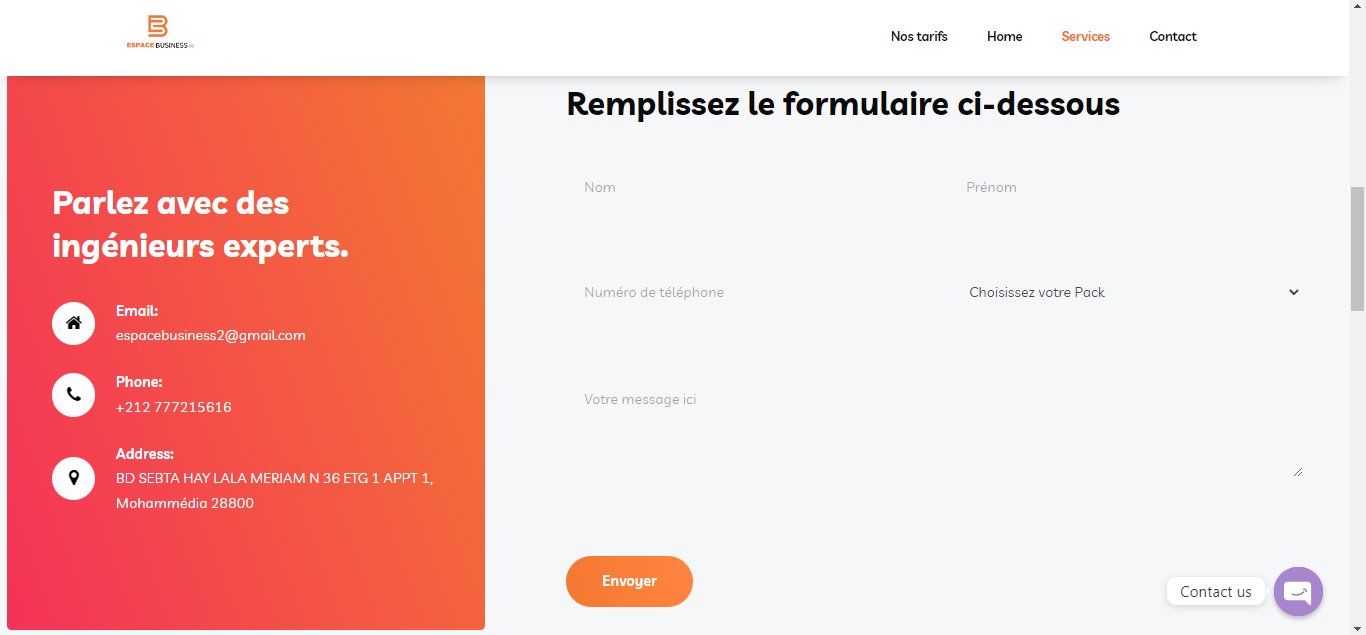 ESPACE BUSINESS
Nos tarifs
Home
Services
Contact
Remplissez le formulaire ci-dessous
Parlez avec des
ingénieurs experts.
Email:
espacebusiness2@gmail.com
Phone:
+212 777215616
Address:
BD SEBTA HAY LALA MERIAM N 36 ETG 1 APPT 1,
Mohammédia 28800
Nom
Prénom
Numéro de téléphone
Choisissez votre Pack
Votre message ici
Envoyer
Contact us